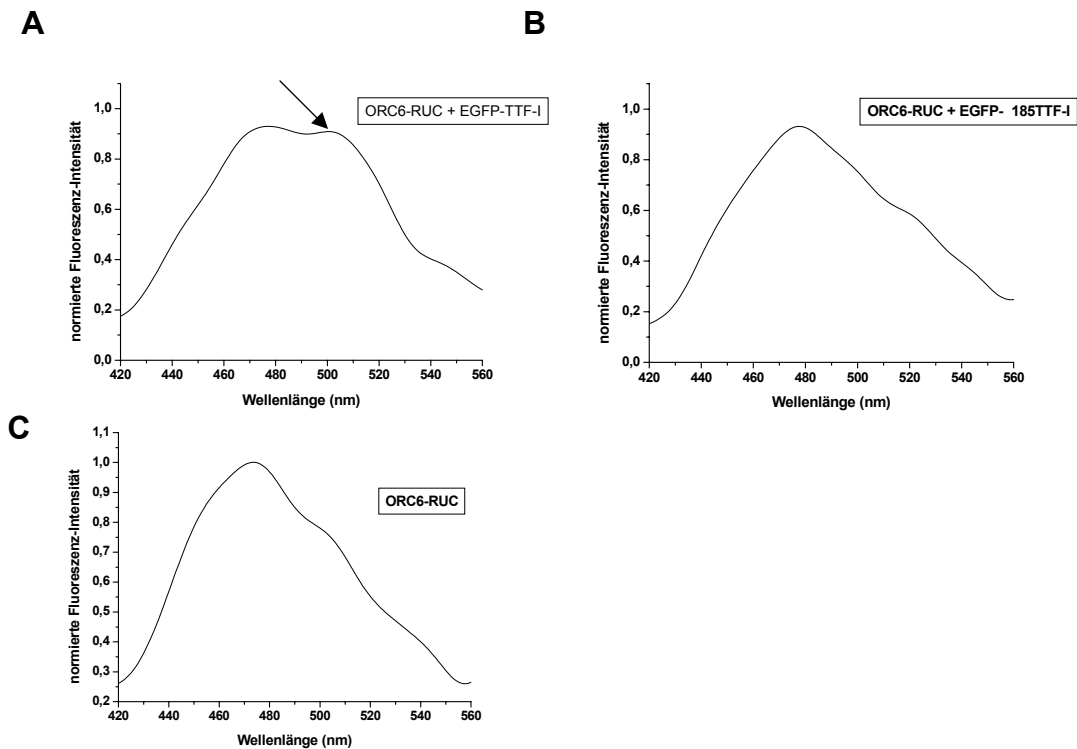 A
ORC6-RUC + EGFP-TTF-I
normierte Fluoreszenz-Intensität
1,0
0,8
0,6
0,4
0,2
0,0
420 440 460 480 500 520 540 560
Wellenlänge (nm)
B
ORC6-RUC + EGFP- 185TTF-I
normierte Fluoreszenz-Intensität
1,0
0,8
0,6
0,4
0,2
0,0
420 440 460 480 500 520 540 560
Wellenlänge (nm)
C
ORC6-RUC
normierte Fluoreszenz-Intensität
1,1
1,0
0,9
0,8
0,7
0,6
0,5
0,4
0,3
0,2
420 440 460 480 500 520 540 560
Wellenlänge (nm)